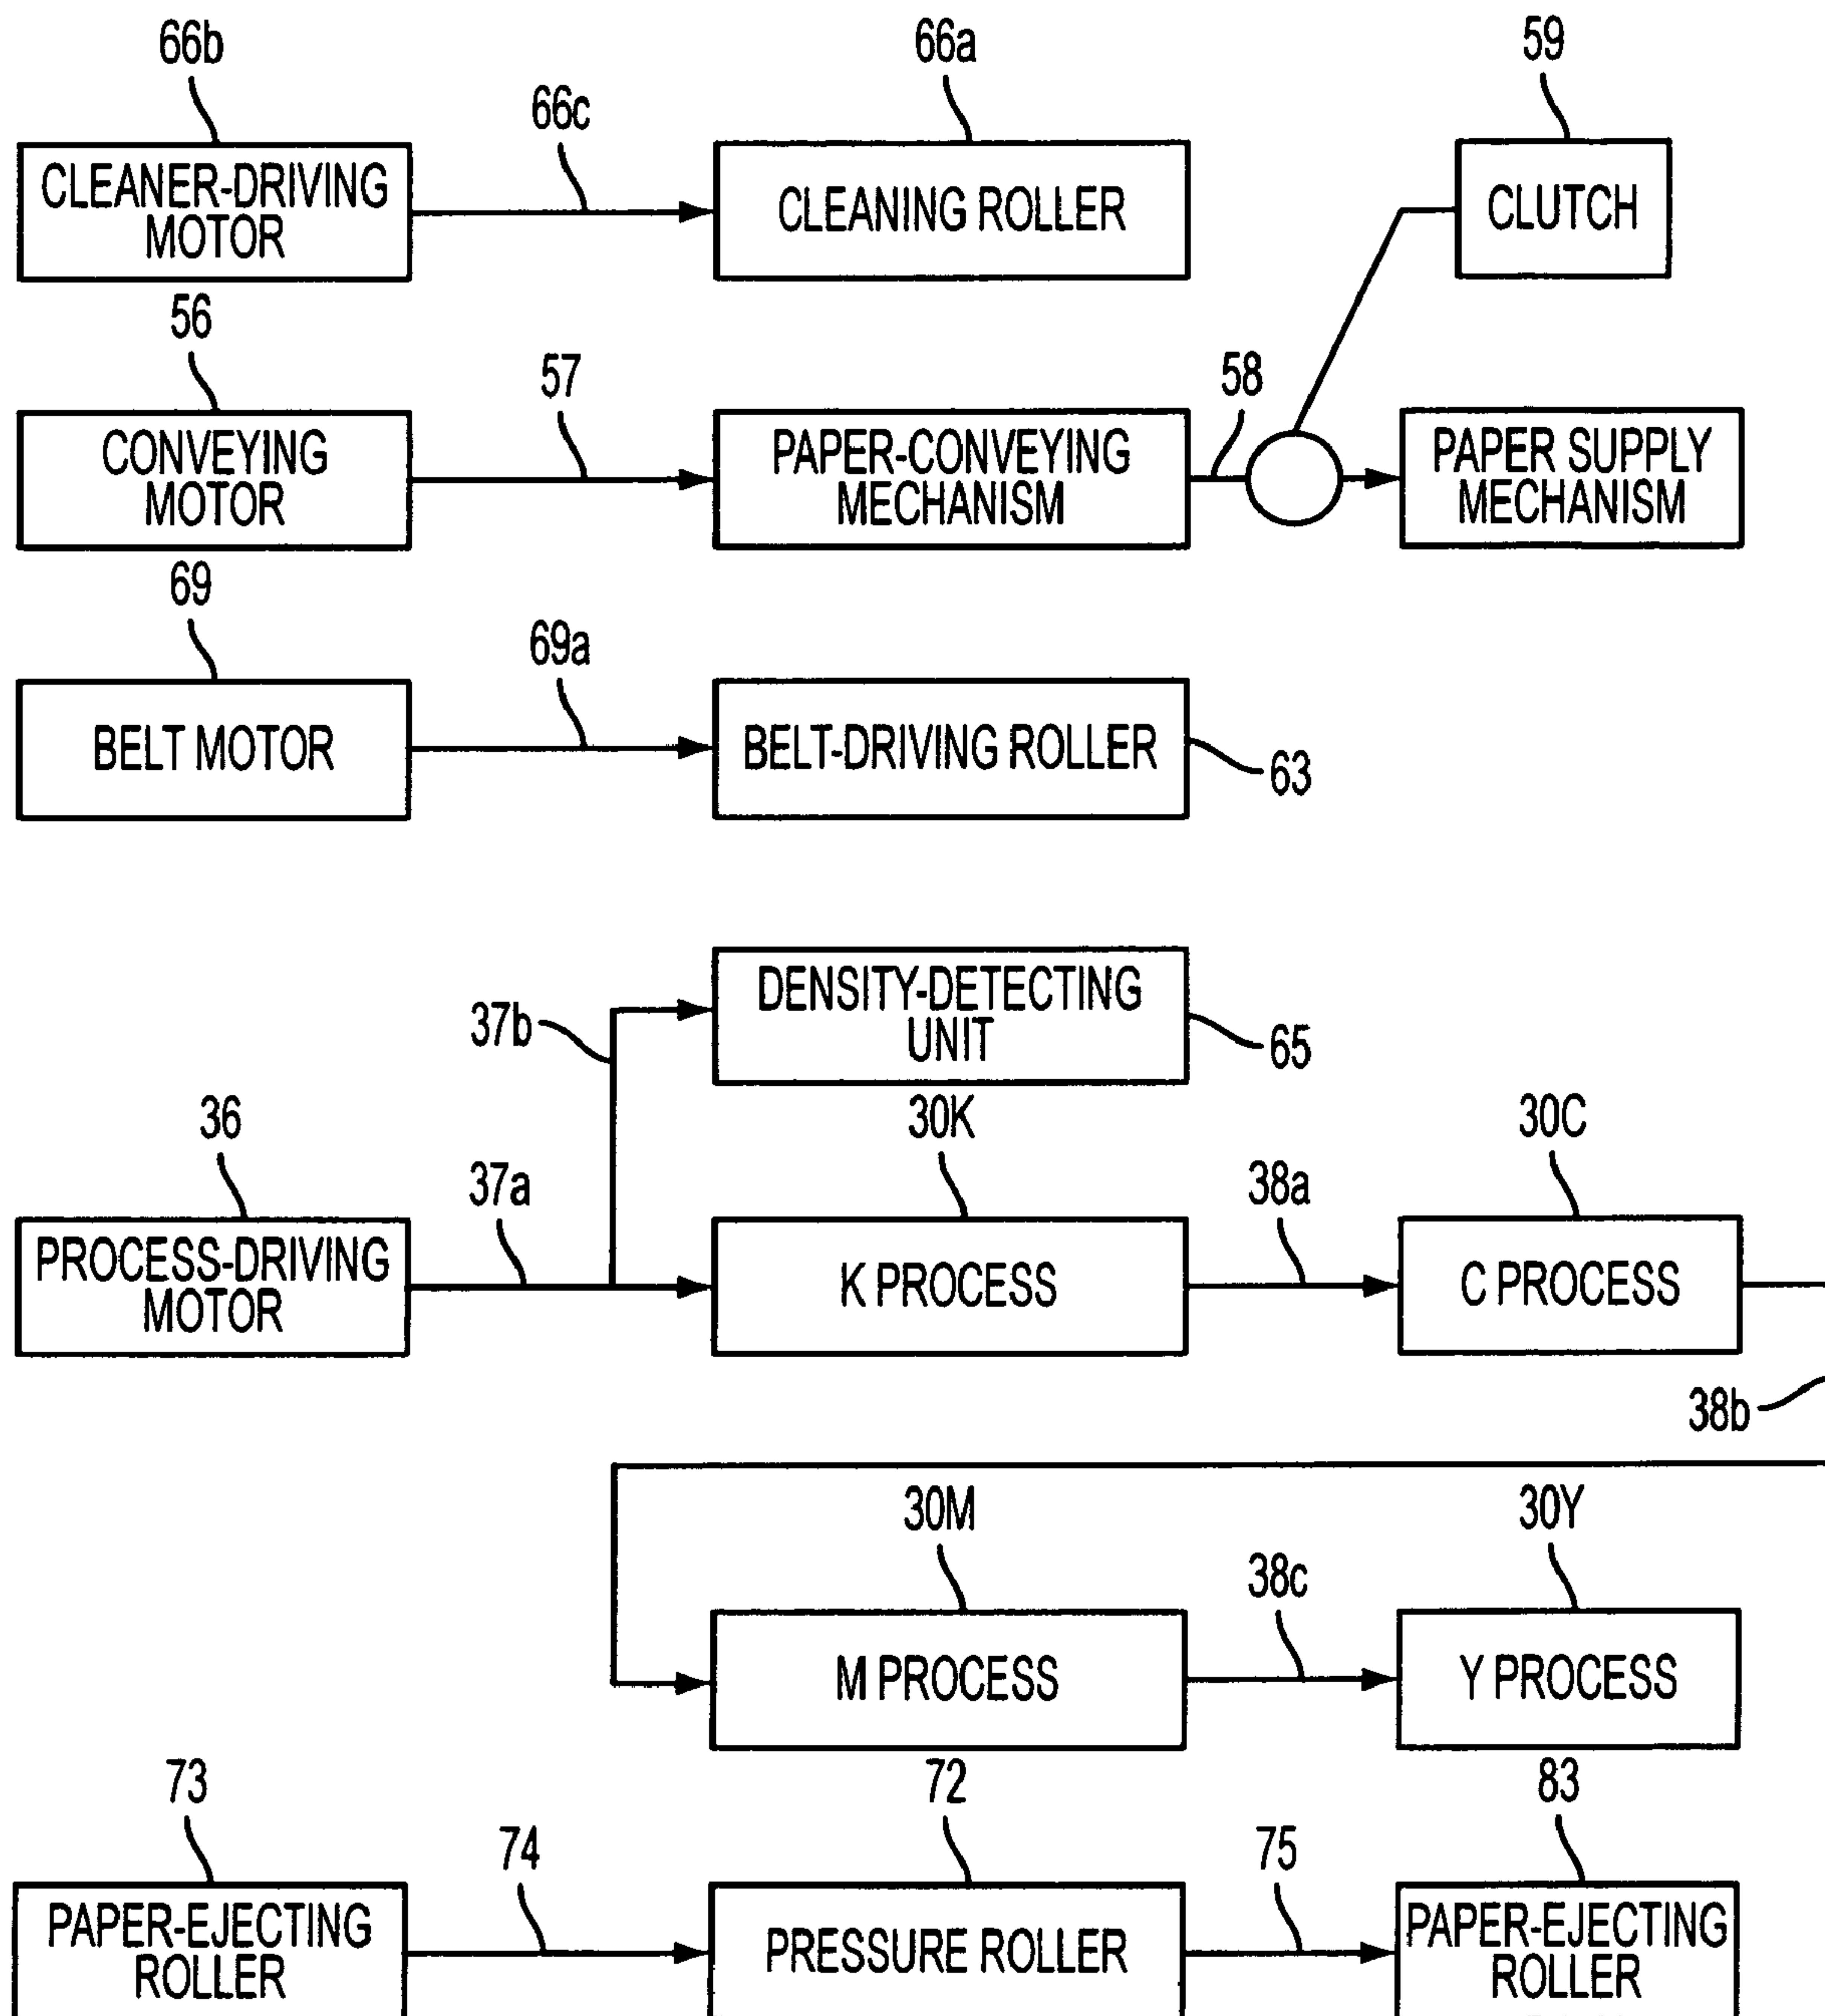 66b
66a
59
66c
CLEANER-DRIVING
MOTOR
CLEANING ROLLER
CLUTCH
56
57
58
CONVEYING
MOTOR
PAPER-CONVEYING
MECHANISM
PAPER SUPPLY
MECHANISM
69
69a
BELT MOTOR
BELT-DRIVING ROLLER
63
DENSITY-DETECTING
UNIT
37b
65
36
37a
30K
38a
30C
PROCESS-DRIVING
MOTOR
K PROCESS
C PROCESS
38b
30M
38c
30Y
M PROCESS
Y PROCESS
73
74
72
75
83
PAPER-EJECTING
ROLLER
PRESSURE ROLLER
PAPER-EJECTING
ROLLER